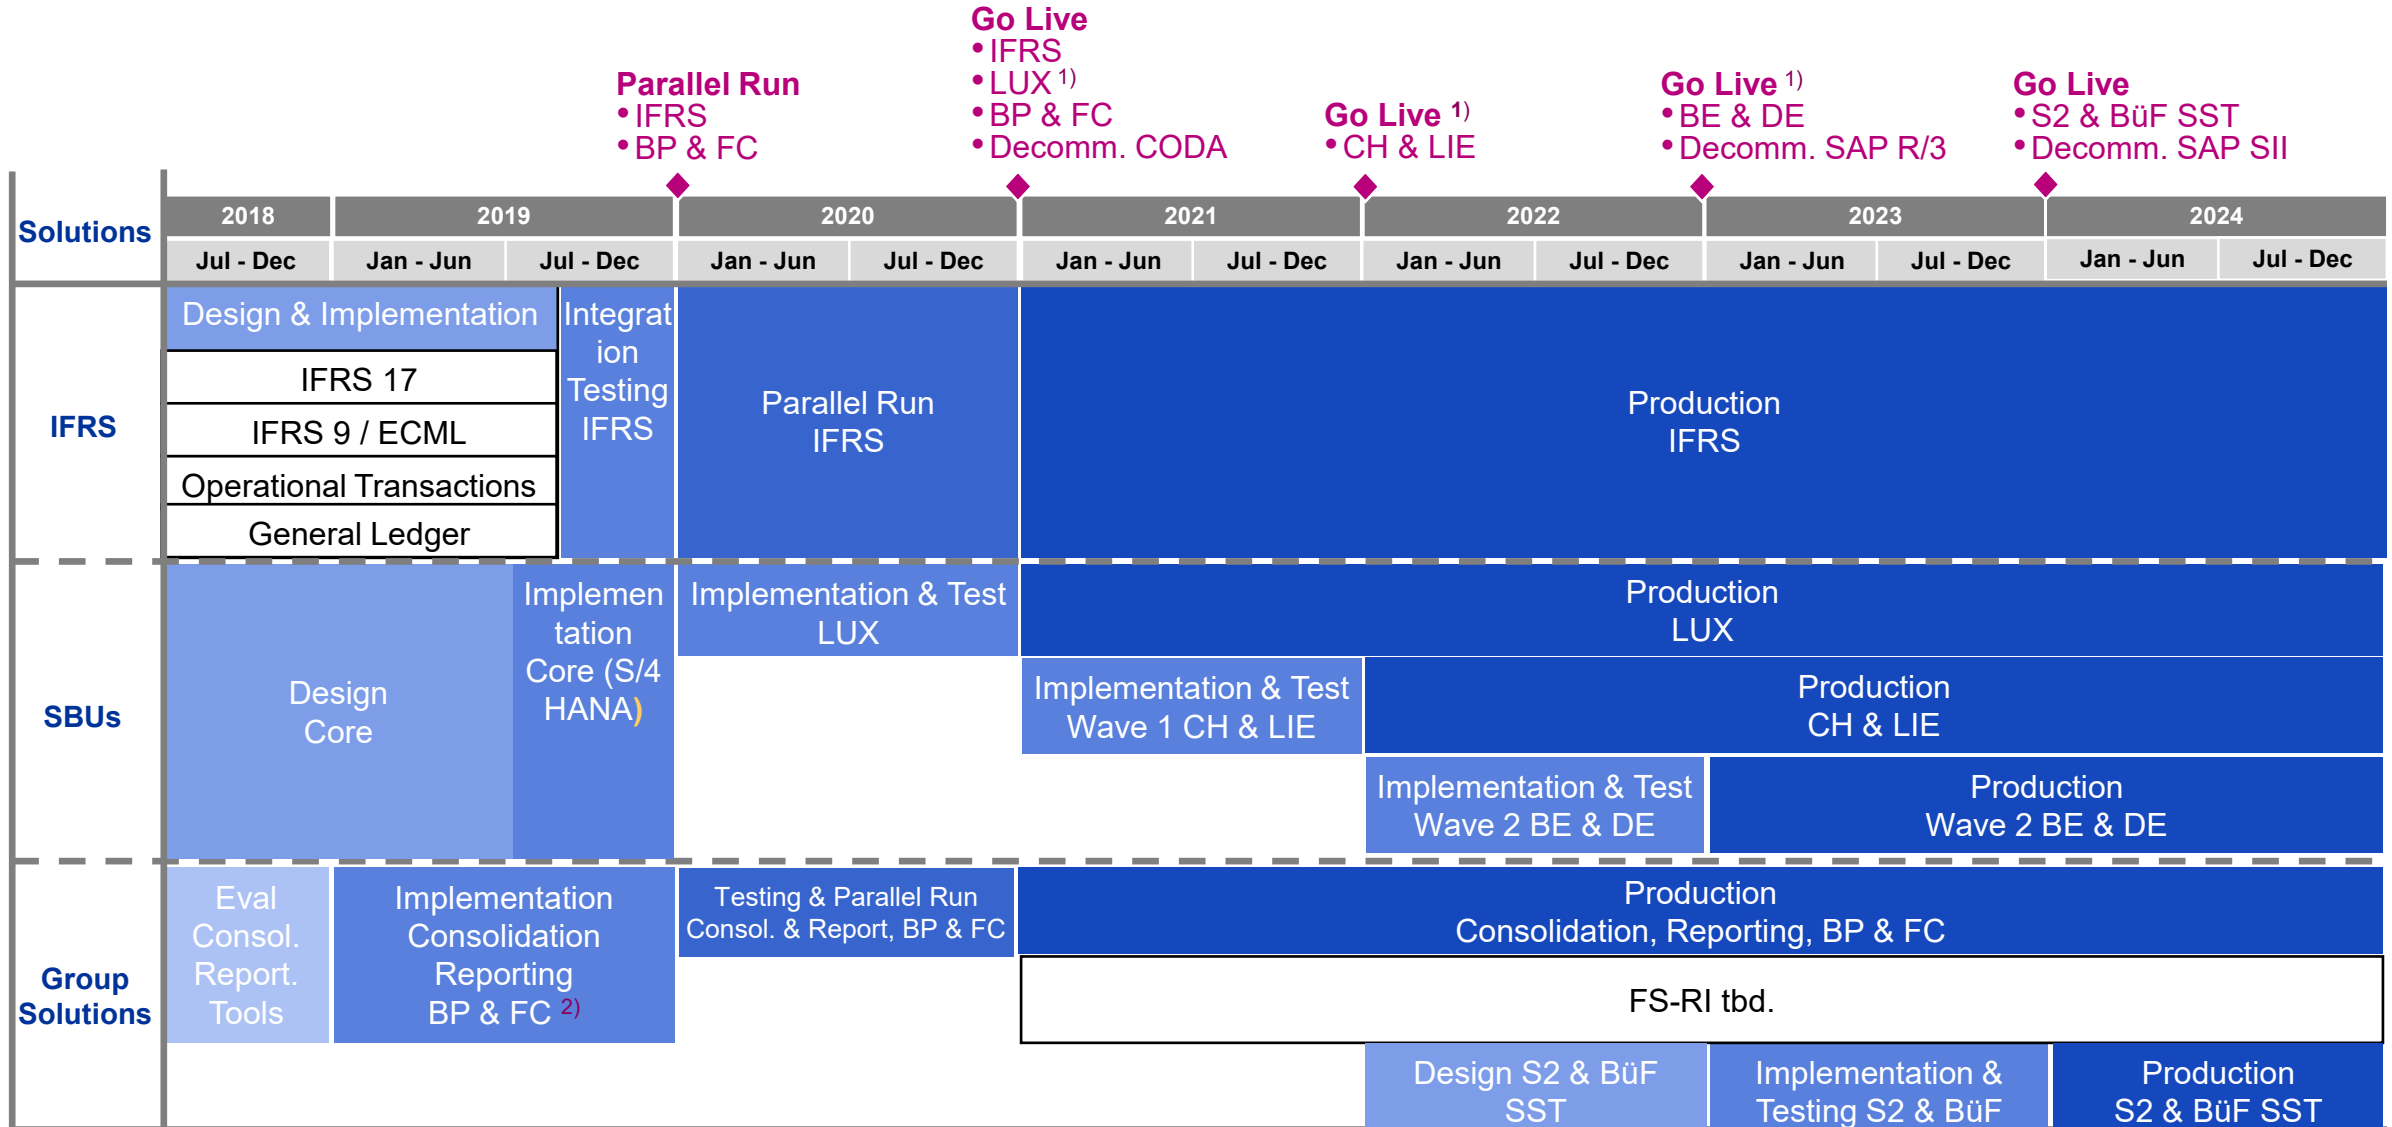 Go Live
• IFRS
• LUX 1)
• BP & FC
• Decomm. CODA
Parallel Run
• IFRS
• BP & FC
Go Live 1)
• CH & LIE
Go Live 1)
• BE & DE
• Decomm. SAP R/3
Go Live
• S2 & BüF SST
• Decomm. SAP SII
Solutions
2018 2019 2020 2021 2022 2023 2024
Jul - Dec Jan - Jun Jul - Dec Jan - Jun Jul - Dec Jan - Jun Jul - Dec Jan - Jun Jul - Dec Jan - Jun Jul - Dec Jan - Jun Jul - Dec
IFRS
Design & Implementation
IFRS 17
IFRS 9 / ECML
Operational Transactions
General Ledger
Integrat
ion
Testing
IFRS
Parallel Run
IFRS
Production
IFRS
SBUs
Design
Core
Implemen
tation
Core (S/4
HANA)
Implementation & Test
LUX
Production
LUX
Implementation & Test
Wave 1 CH & LIE
Production
CH & LIE
Implementation & Test
Wave 2 BE & DE
Production
Wave 2 BE & DE
Group
Solutions
Eval
Consol.
Report.
Tools
Implementation
Consolidation
Reporting
BP & FC 2)
Testing & Parallel Run
Consol. & Report, BP & FC
Production
Consolidation, Reporting, BP & FC
FS-RI tbd.
Design S2 & BüF
SST
Implementation &
Testing S2 & BüF
Production
S2 & BüF SST